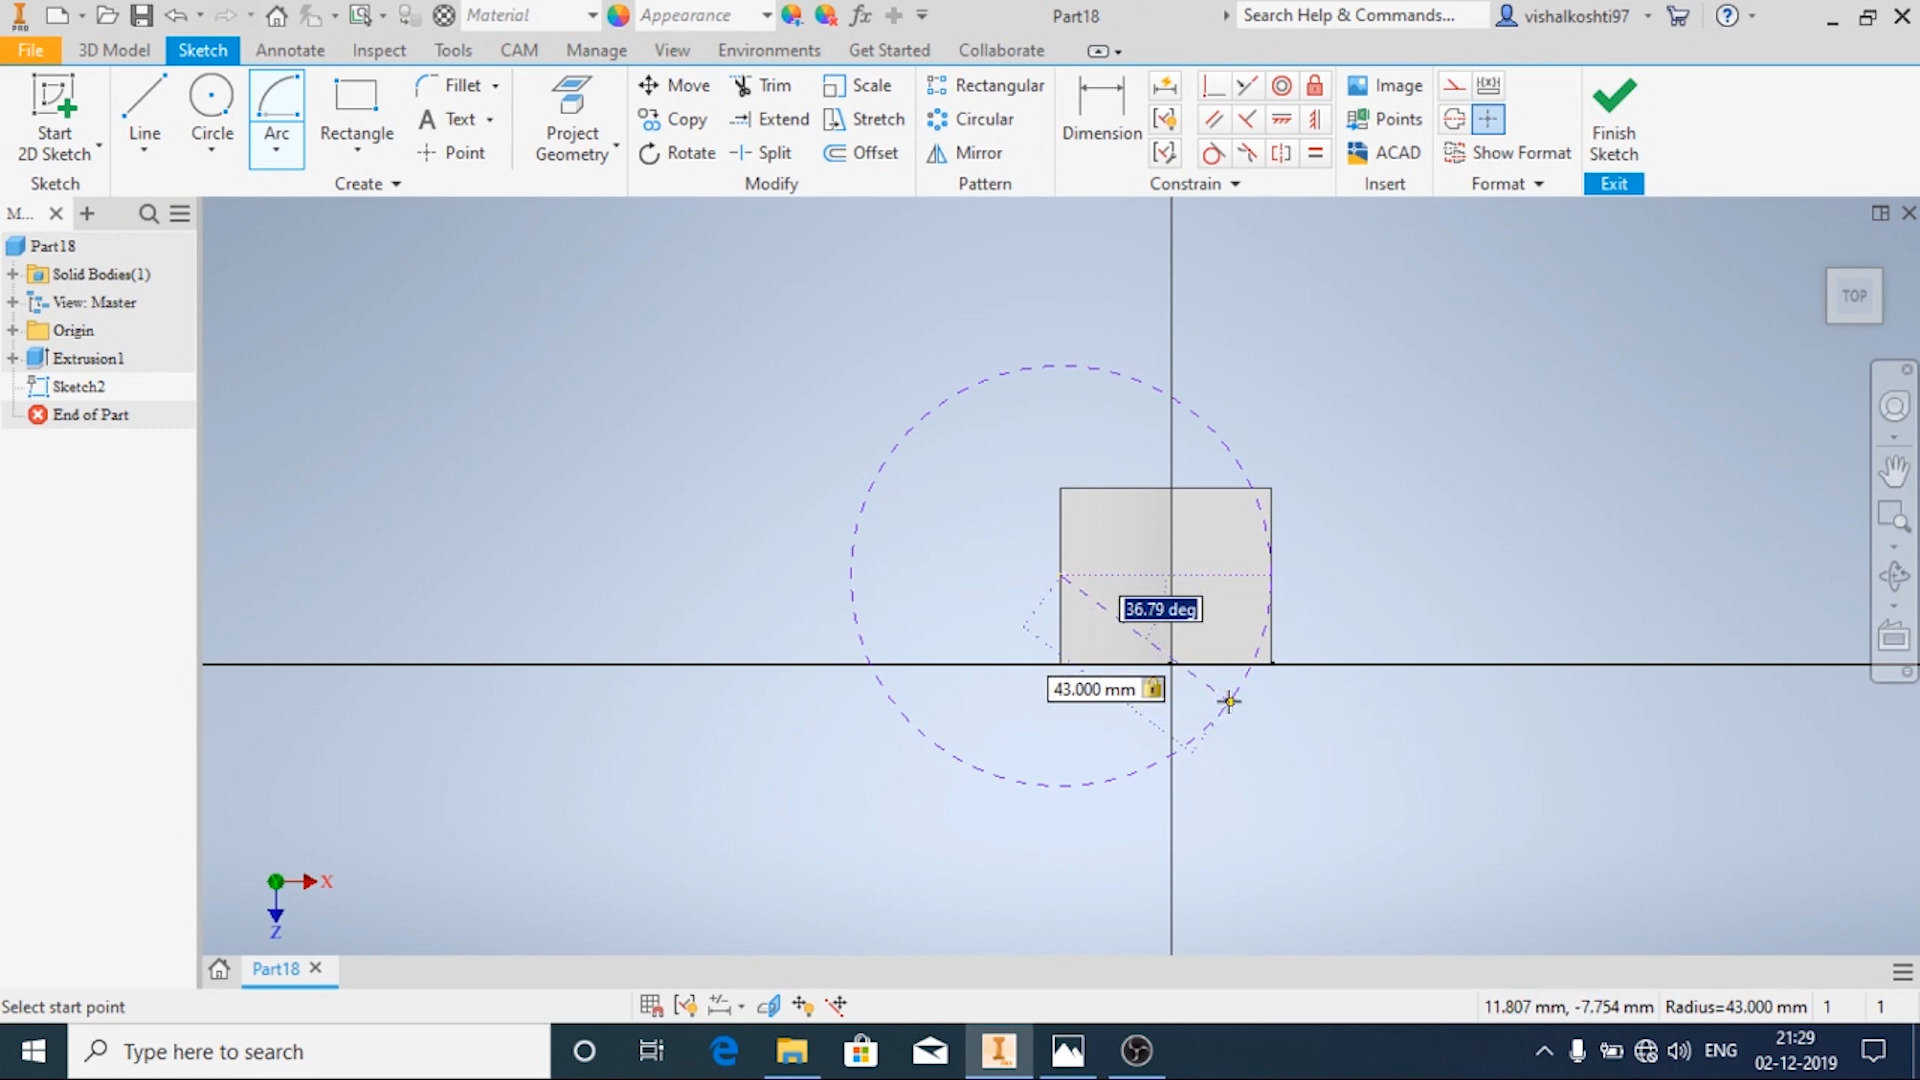 PRO
Material
Appearance
fx
Part18
Search Help & Commands...
vishalkoshti97
File
3D Model
Sketch
Annotate
Inspect
Tools
CAM
Manage
View
Environments
Get Started
Collaborate
Start
2D Sketch
Line
Circle
Arc
Rectangle
Fillet
Text
Point
Project
Geometry
Move
Copy
Rotate
Trim
Extend
Split
Scale
Stretch
Offset
Rectangular
Circular
Mirror
Dimension
Image
Points
ACAD
Show Format
Finish
Sketch
Sketch
Create
Modify
Pattern
Constrain
Insert
Format
Exit
M...
Part18
Solid Bodies(1)
View: Master
Origin
Extrusion1
Sketch2
End of Part
TOP
36.79 deg
43.000 mm
X
Z
Part18
Select start point
11.807 mm, -7.754 mm
Radius=43.000 mm
1
1
Type here to search
ENG
21:29
02-12-2019